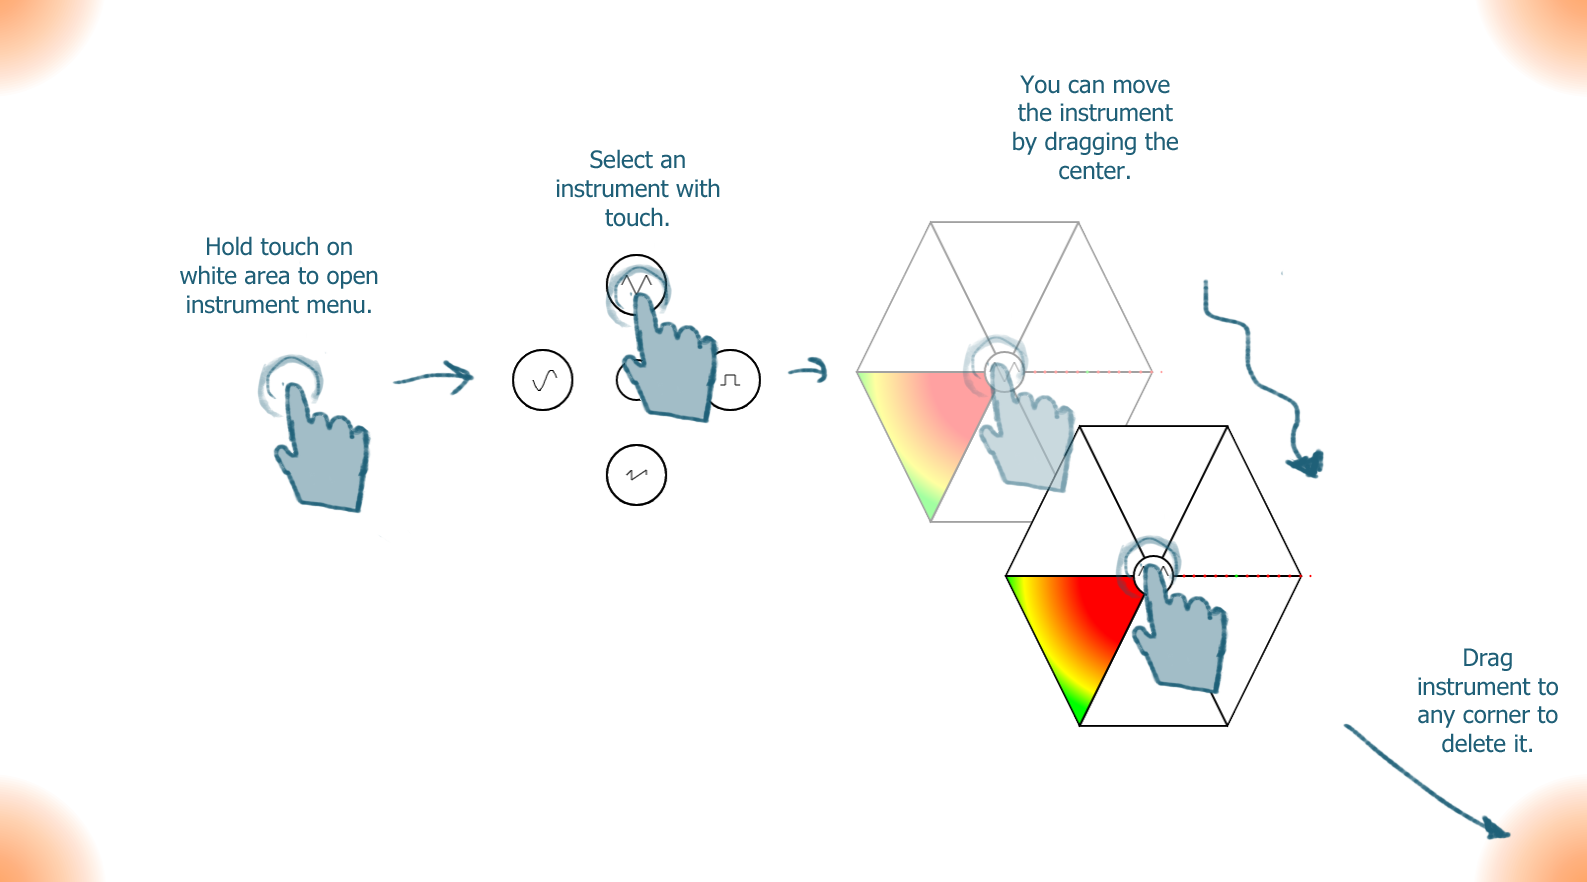 Hold touch on
white area to open
instrument menu.
Select an
instrument with
touch.
You can move
the instrument
by dragging the
center.
Drag
instrument to
any corner to
delete it.